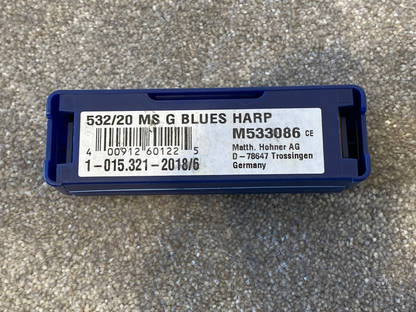 532/20 MS G BLUES HARP
M533086 CE
4 00912 60122 5
Matth. Hohner AG
D – 78647 Trossingen
1-015.321-2018/6
Germany